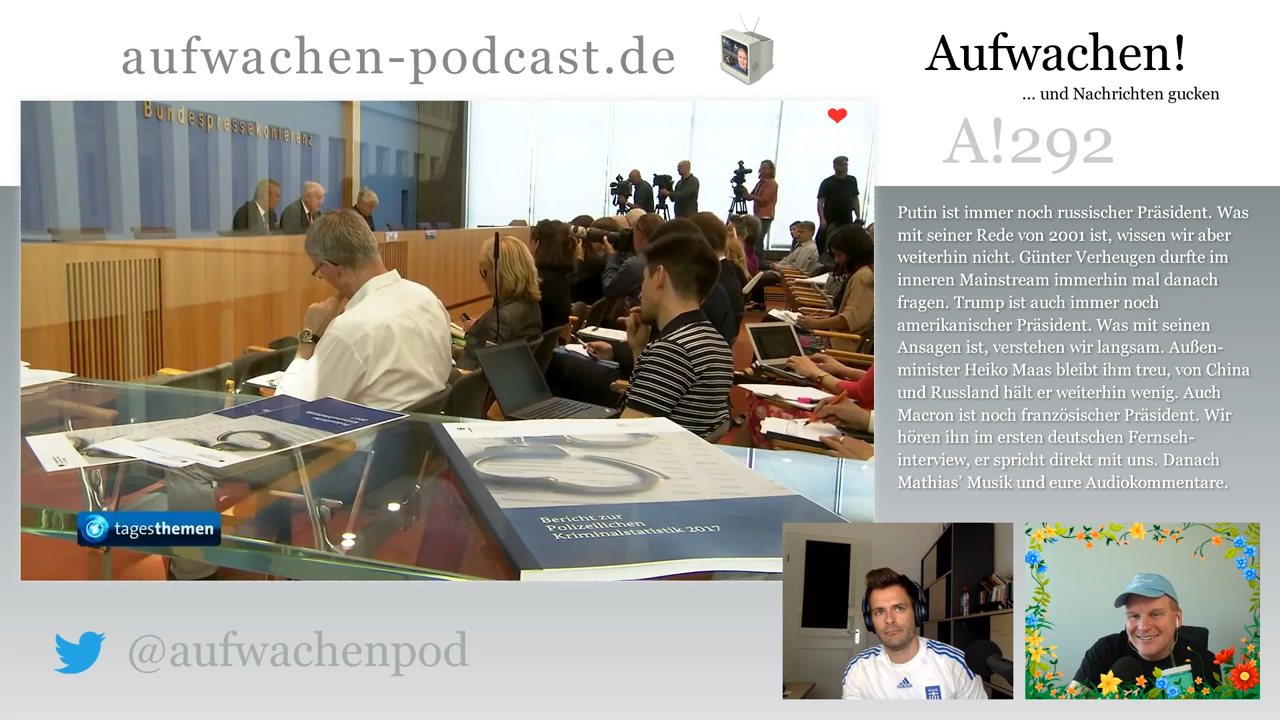 aufwachen-podcast.de
Aufwachen!
... und Nachrichten gucken
A!292
Bundespressekonferenz
Putin ist immer noch russischer Präsident. Was
mit seiner Rede von 2001 ist, wissen wir aber
weiterhin nicht. Günter Verheugen durfte im
inneren Mainstream immerhin mal danach
fragen. Trump ist auch immer noch
amerikanischer Präsident. Was mit seinen
Ansagen ist, verstehen wir langsam. Außen-
minister Heiko Maas bleibt ihm treu, von China
und Russland hält er weiterhin wenig. Auch
Macron ist noch französischer Präsident. Wir
hören ihn im ersten deutschen Fernseh-
interview, er spricht direkt mit uns. Danach
Mathias' Musik und eure Audiokommentare.
Bericht zur
Polizeilichen
Kriminalstatistik 2017
tagesthemen
@aufwachenpod
adidas